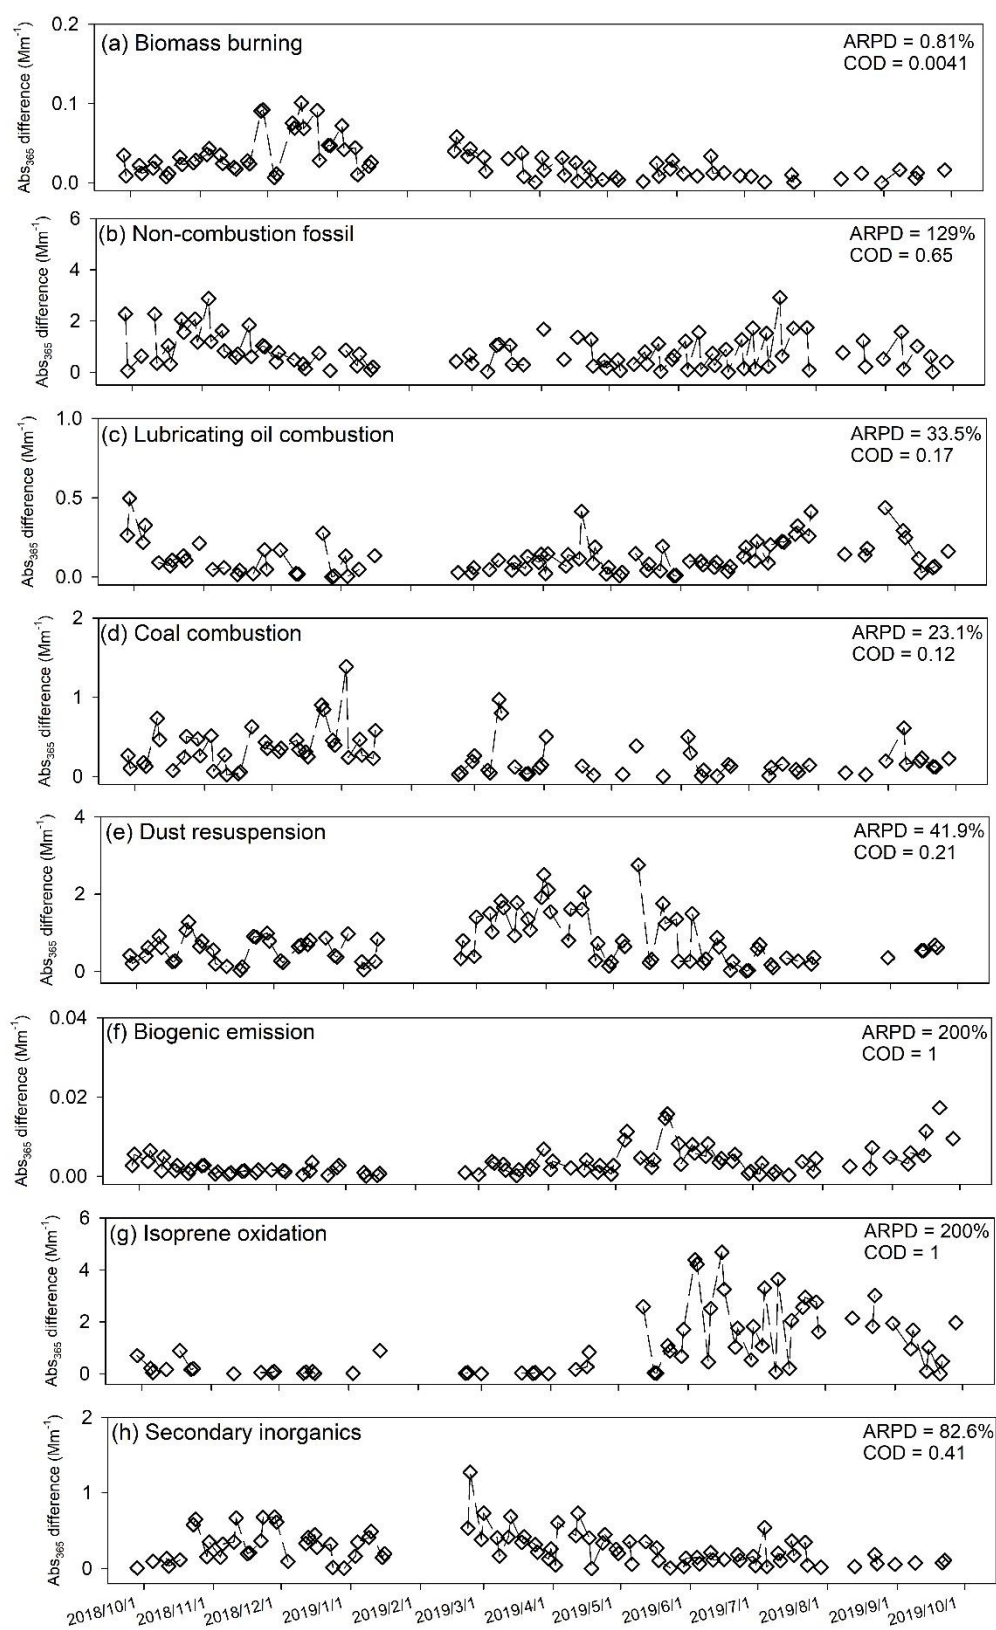 (a) Biomass burning
ARPD = 0.81%
COD = 0.0041
0.2
0.1
0.0
Abs365 difference (Mm-1)
(b) Non-combustion fossil
ARPD = 129%
COD = 0.65
6
4
2
0
Abs365 difference (Mm-1)
(c) Lubricating oil combustion
ARPD = 33.5%
COD = 0.17
1.0
0.5
0.0
Abs365 difference (Mm-1)
(d) Coal combustion
ARPD = 23.1%
COD = 0.12
2
1
0
Abs365 difference (Mm-1)
(e) Dust resuspension
ARPD = 41.9%
COD = 0.21
4
2
0
Abs365 difference (Mm-1)
(f) Biogenic emission
ARPD = 200%
COD = 1
0.04
0.02
0.00
Abs365 difference (Mm-1)
(g) Isoprene oxidation
ARPD = 200%
COD = 1
6
4
2
0
Abs365 difference (Mm-1)
(h) Secondary inorganics
ARPD = 82.6%
COD = 0.41
2
1
0
Abs365 difference (Mm-1)
2018/10/1
2018/11/1
2018/12/1
2019/1/1
2019/2/1
2019/3/1
2019/4/1
2019/5/1
2019/6/1
2019/7/1
2019/8/1
2019/9/1
2019/10/1